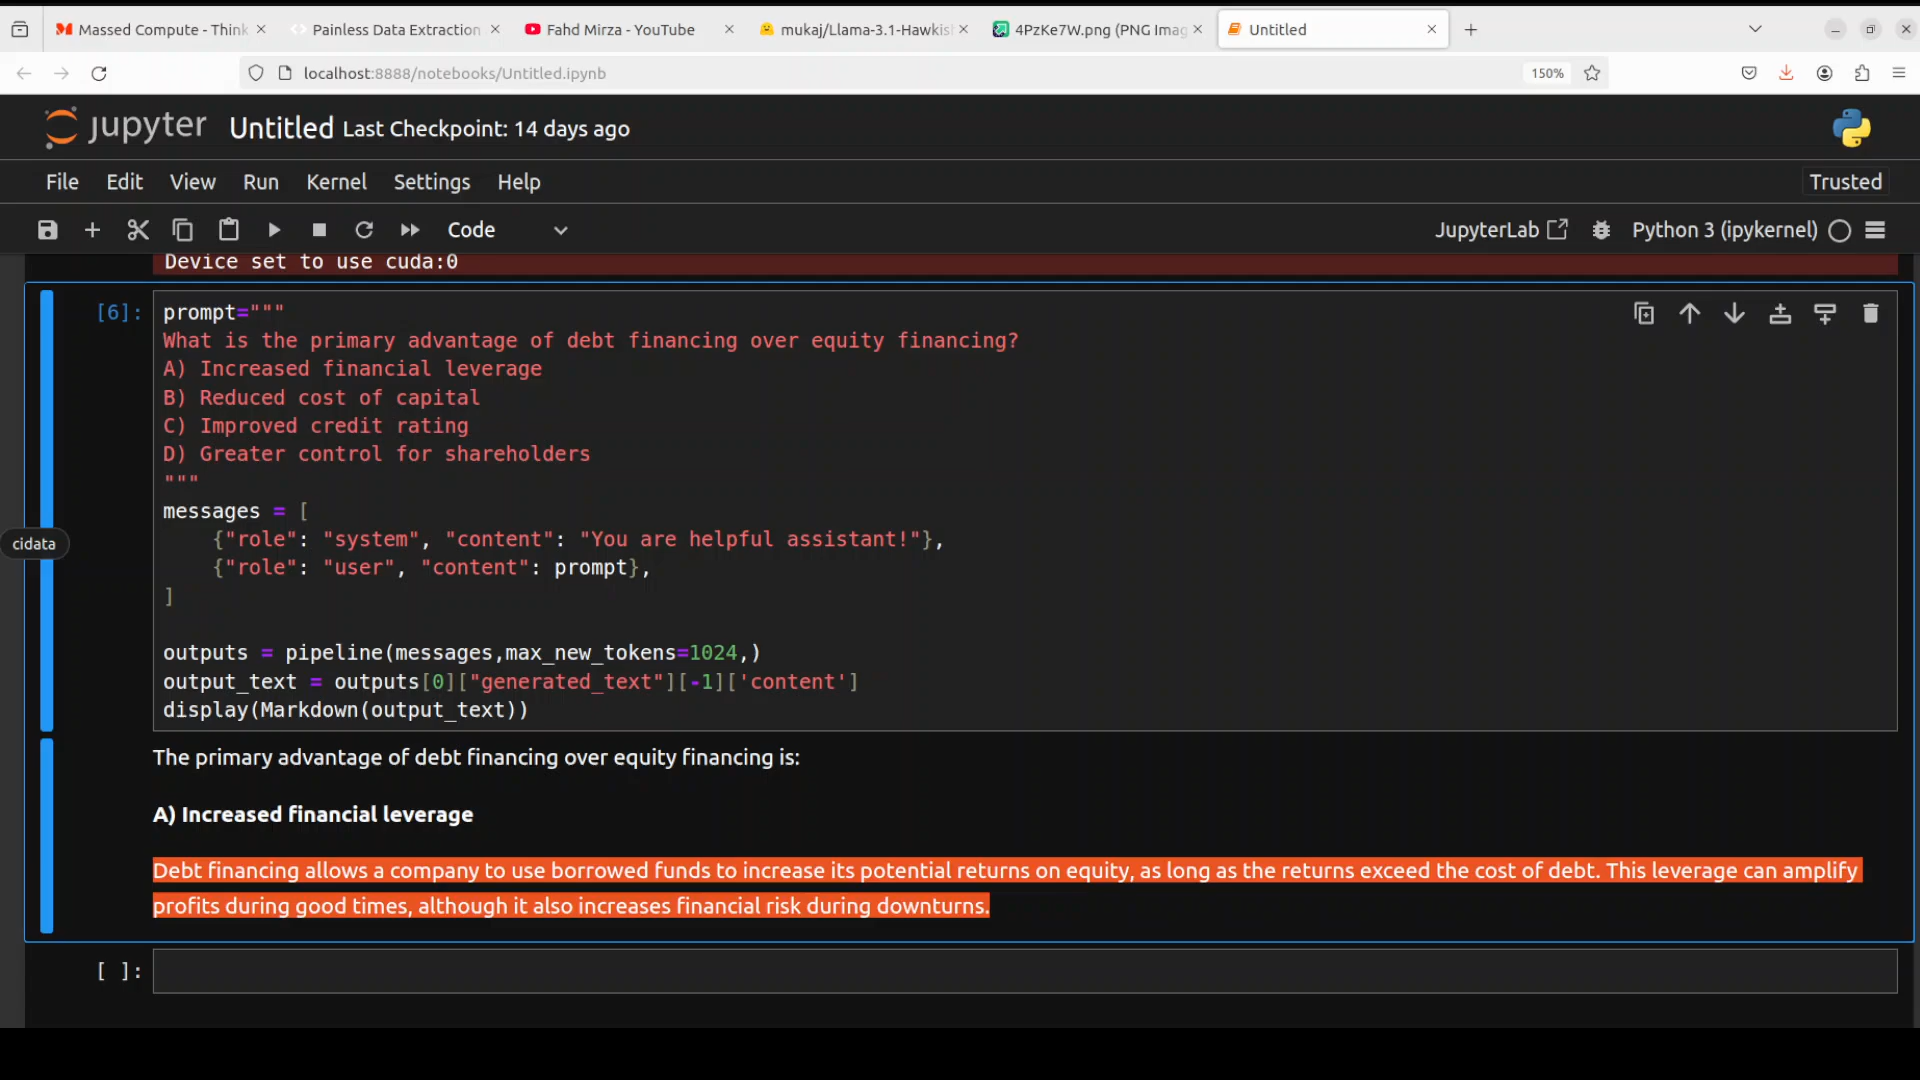 Massed Compute - Think
Painless Data Extraction
Fahd Mirza - YouTube
mukaj/Llama-3.1-Hawkis
4PzKe7W.png (PNG Imag
Untitled
localhost:8888/notebooks/Untitled.ipynb
150%
jupyter Untitled Last Checkpoint: 14 days ago
File Edit View Run Kernel Settings Help Trusted
Code JupyterLab Python 3 (ipykernel)
Device set to use cuda:0
[6]: prompt="""
What is the primary advantage of debt financing over equity financing?
A) Increased financial leverage
B) Reduced cost of capital
C) Improved credit rating
D) Greater control for shareholders
"""
messages = [
{"role": "system", "content": "You are helpful assistant!"},
cidata
{"role": "user", "content": prompt},
]
outputs = pipeline(messages,max_new_tokens=1024,)
output_text = outputs[0]["generated_text"][-1]['content']
display(Markdown(output_text))
The primary advantage of debt financing over equity financing is:
A) Increased financial leverage
Debt financing allows a company to use borrowed funds to increase its potential returns on equity, as long as the returns exceed the cost of debt. This leverage can amplify
profits during good times, although it also increases financial risk during downturns.
[ ]: